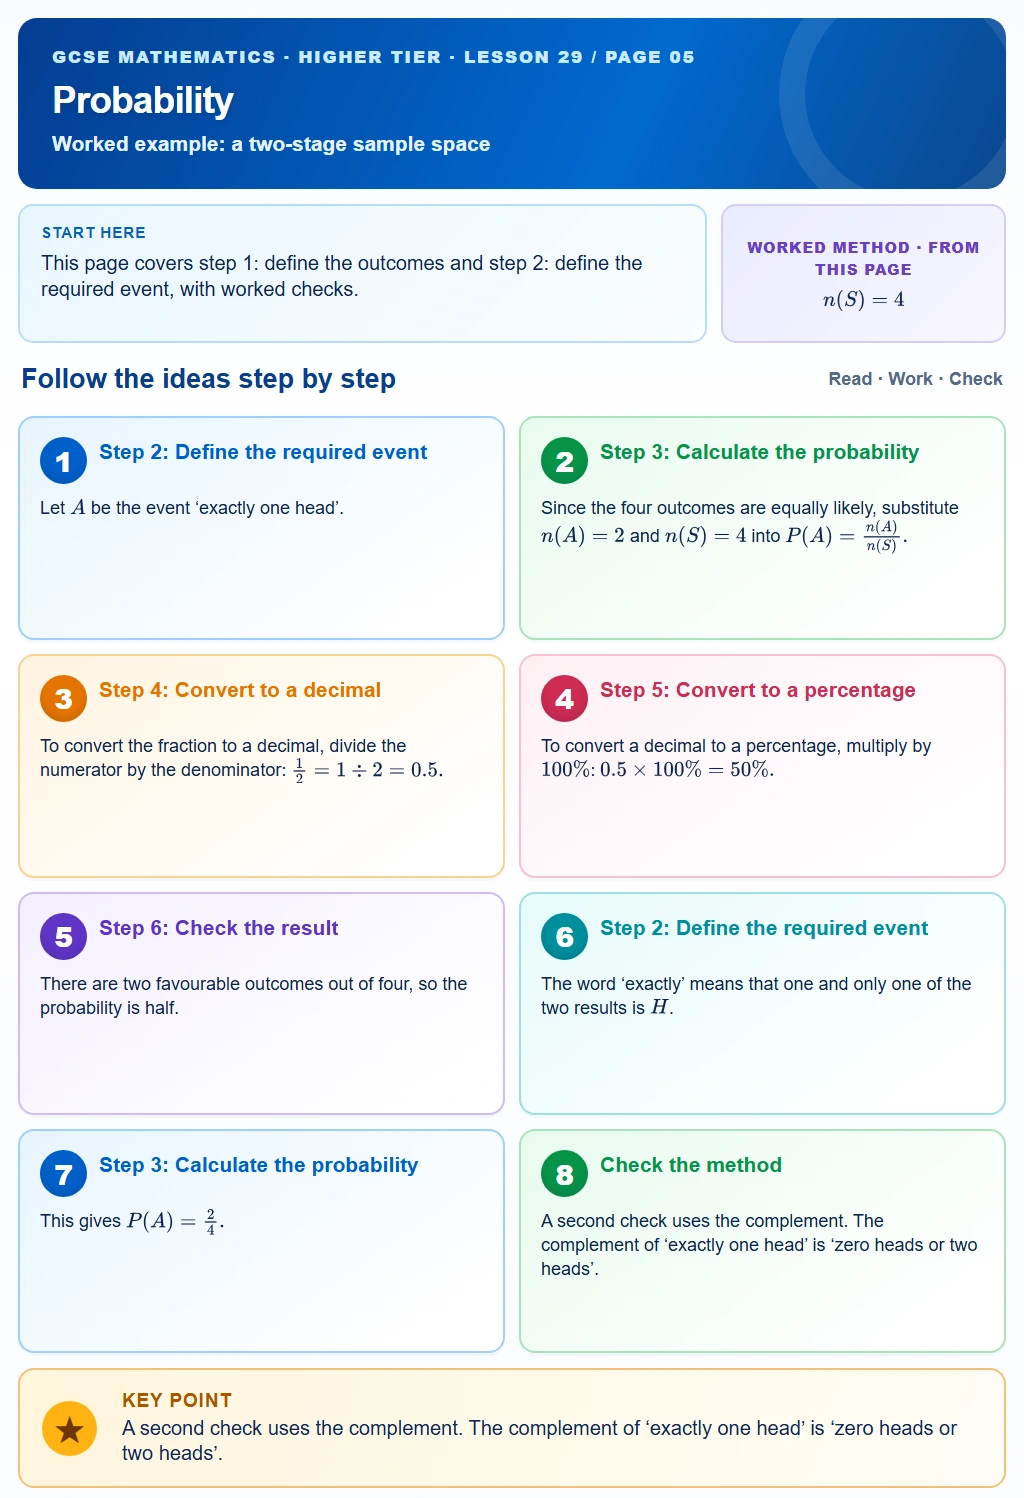 GCSE MATHEMATICS · HIGHER TIER · LESSON 29 / PAGE 05
Probability
Worked example: a two-stage sample space
START HERE
This page covers step 1: define the outcomes and step 2: define the
required event, with worked checks.
WORKED METHOD · FROM
THIS PAGE
n(S) = 4
Follow the ideas step by step
Read · Work · Check
1 Step 2: Define the required event
Let A be the event ‘exactly one head’.
2 Step 3: Calculate the probability
Since the four outcomes are equally likely, substitute
n(A) = 2 and n(S) = 4 into P(A) = n(A)/n(S).
3 Step 4: Convert to a decimal
To convert the fraction to a decimal, divide the
numerator by the denominator: 1/2 = 1 ÷ 2 = 0.5.
4 Step 5: Convert to a percentage
To convert a decimal to a percentage, multiply by
100%: 0.5 × 100% = 50%.
5 Step 6: Check the result
There are two favourable outcomes out of four, so the
probability is half.
6 Step 2: Define the required event
The word ‘exactly’ means that one and only one of the
two results is H.
7 Step 3: Calculate the probability
This gives P(A) = 2/4.
8 Check the method
A second check uses the complement. The
complement of ‘exactly one head’ is ‘zero heads or two
heads’.
KEY POINT
A second check uses the complement. The complement of ‘exactly one head’ is ‘zero heads or
two heads’.